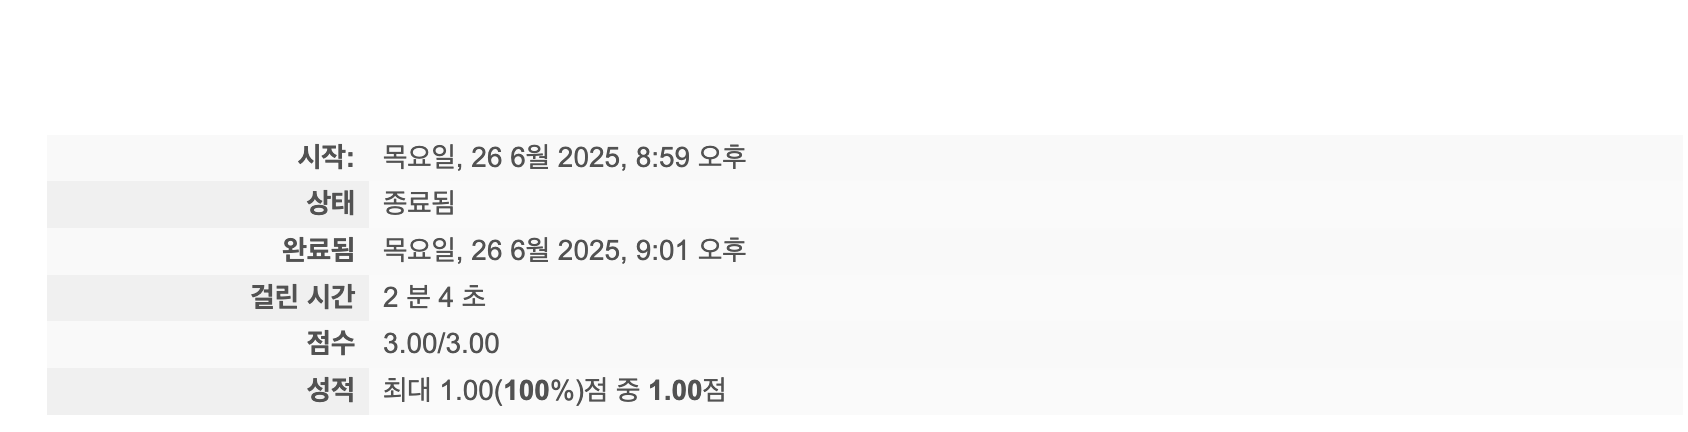 시작: 목요일, 26 6월 2025, 8:59 오후
상태 종료됨
완료됨 목요일, 26 6월 2025, 9:01 오후
걸린 시간 2 분 4 초
점수 3.00/3.00
성적 최대 1.00(100%)점 중 1.00점